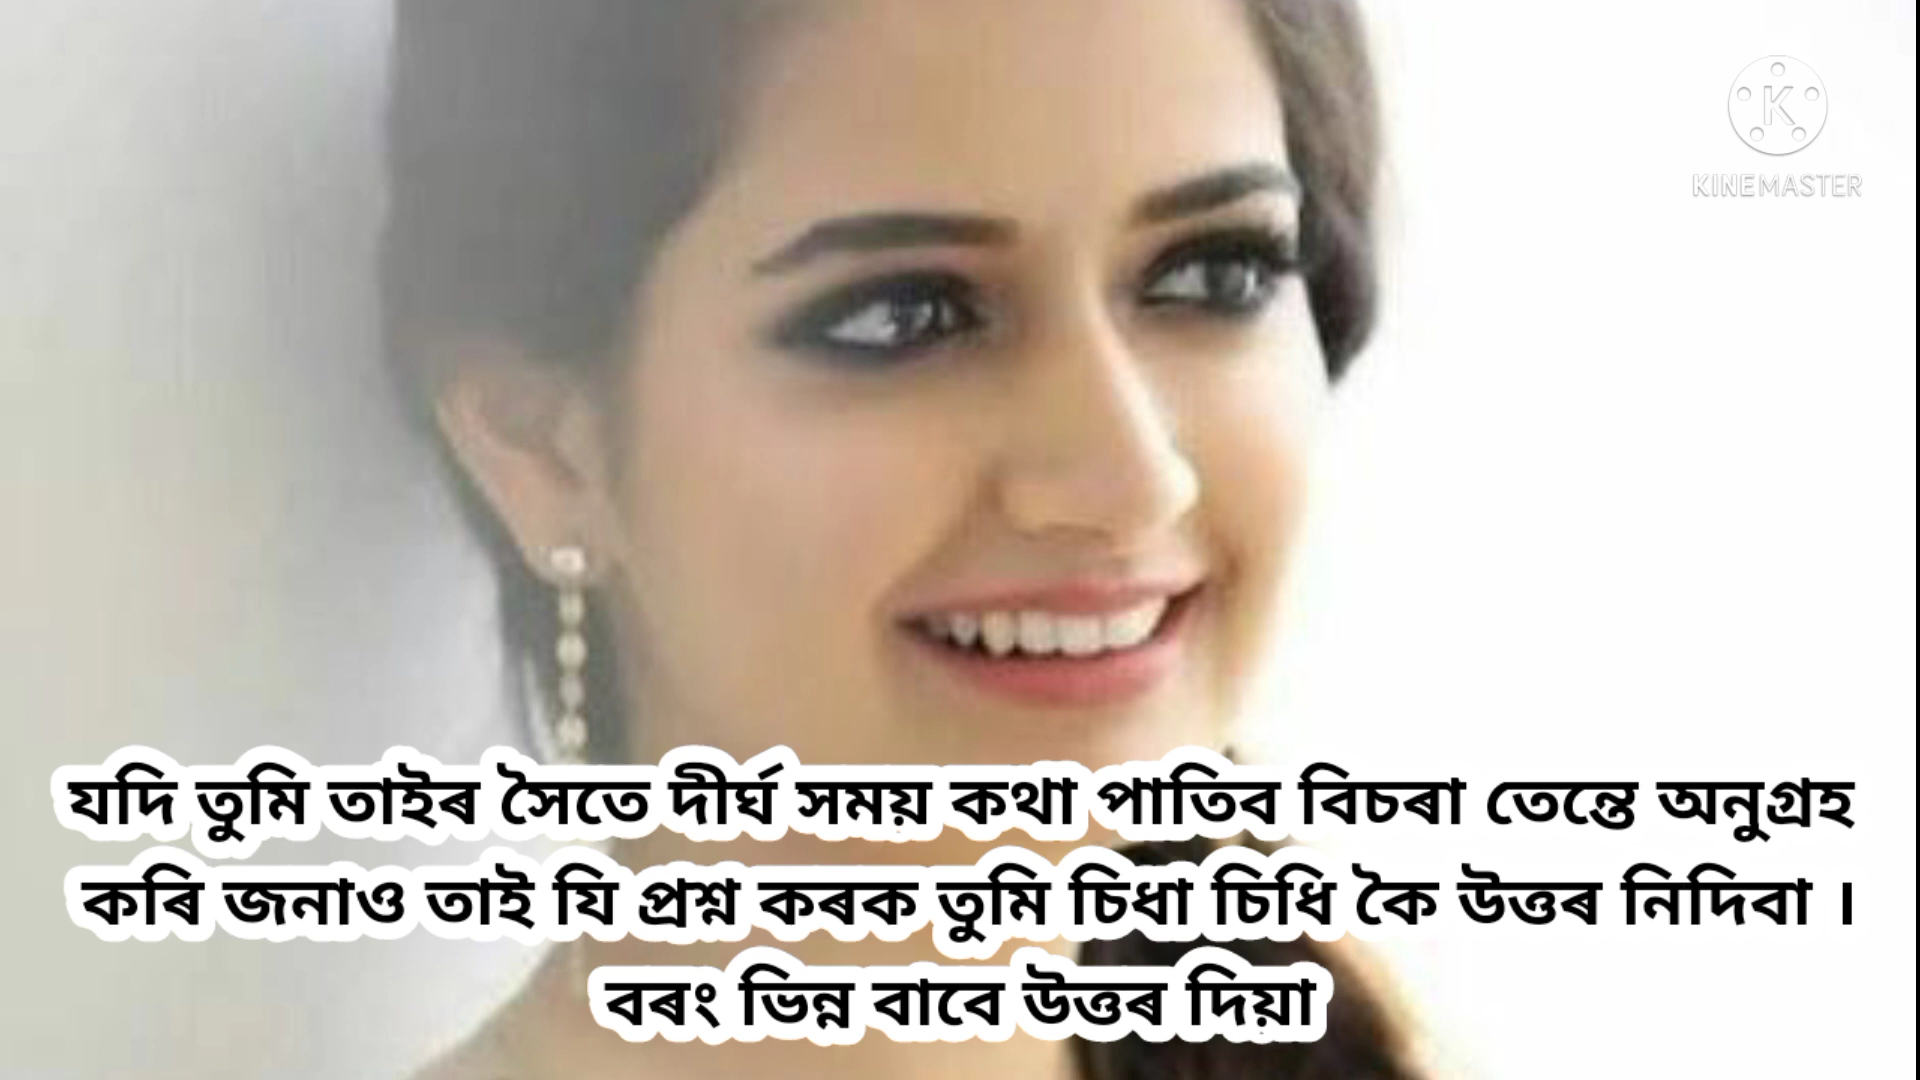 KINEMASTER
যদি তুমি তাইৰ সৈতে দীৰ্ঘ সময় কথা পাতিব বিচৰা তেন্তে অনুগ্ৰহ
কৰি জনাও তাই যি প্ৰশ্ন কৰক তুমি চিধা চিধি কৈ উত্তৰ নিদিবা ।
বৰং ভিন্ন বাবে উত্তৰ দিয়া